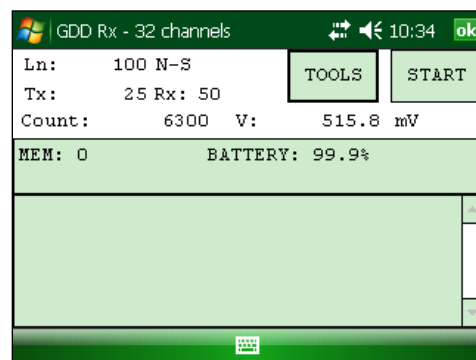 GDD Rx - 32 channels 10:34 ok
Ln: 100 N-S
TOOLS START
Tx: 25 Rx: 50
Count: 6300 V: 515.8 mV
MEM: 0 BATTERY: 99.9%